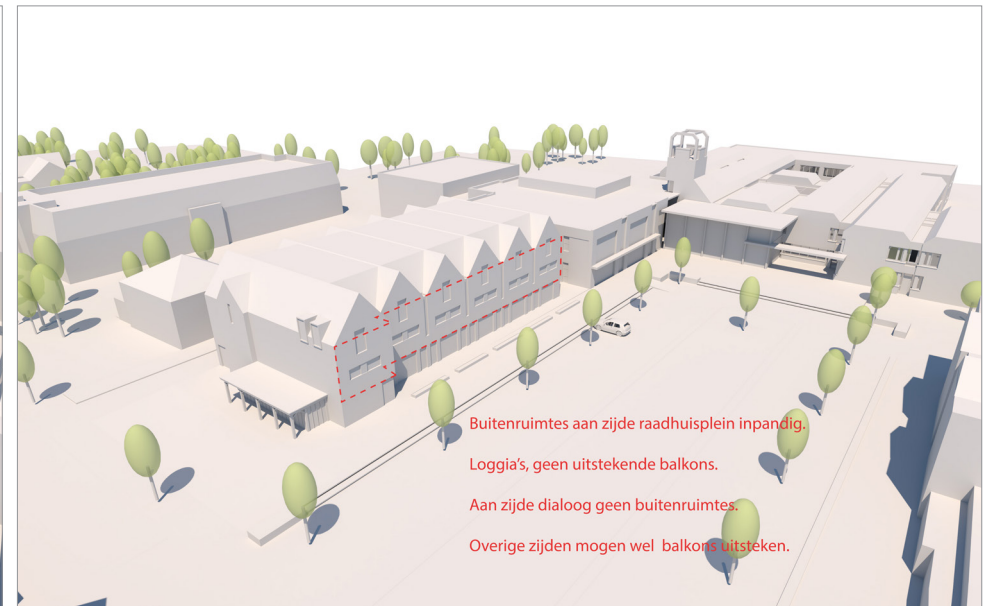 Buitenruimtes aan zijde raadhuisplein inpandig.
Loggia's, geen uitstekende balkons.
Aan zijde dialoog geen buitenruimtes.
Overige zijden mogen wel  balkons uitsteken.